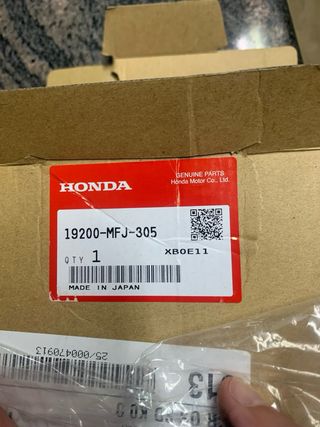 GENUINE PARTS
HONDA
Honda Motor Co., Ltd.
19200-MFJ-305
QTY 1
XB0E11
MADE IN JAPAN
25/000470913